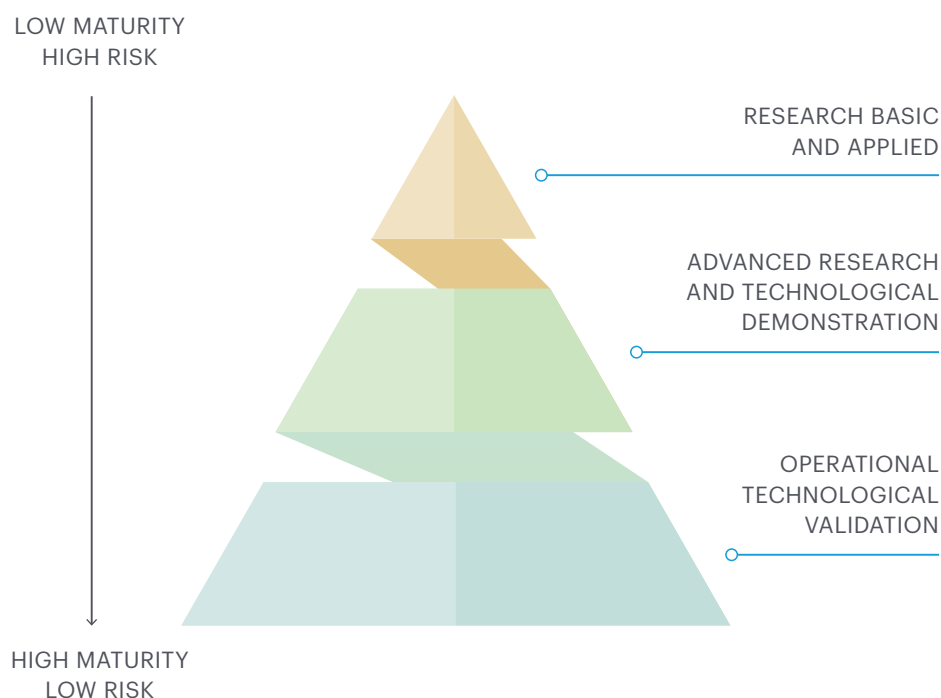 LOW MATURITY
HIGH RISK
RESEARCH BASIC
AND APPLIED
ADVANCED RESEARCH
AND TECHNOLOGICAL
DEMONSTRATION
OPERATIONAL
TECHNOLOGICAL
VALIDATION
HIGH MATURITY
LOW RISK